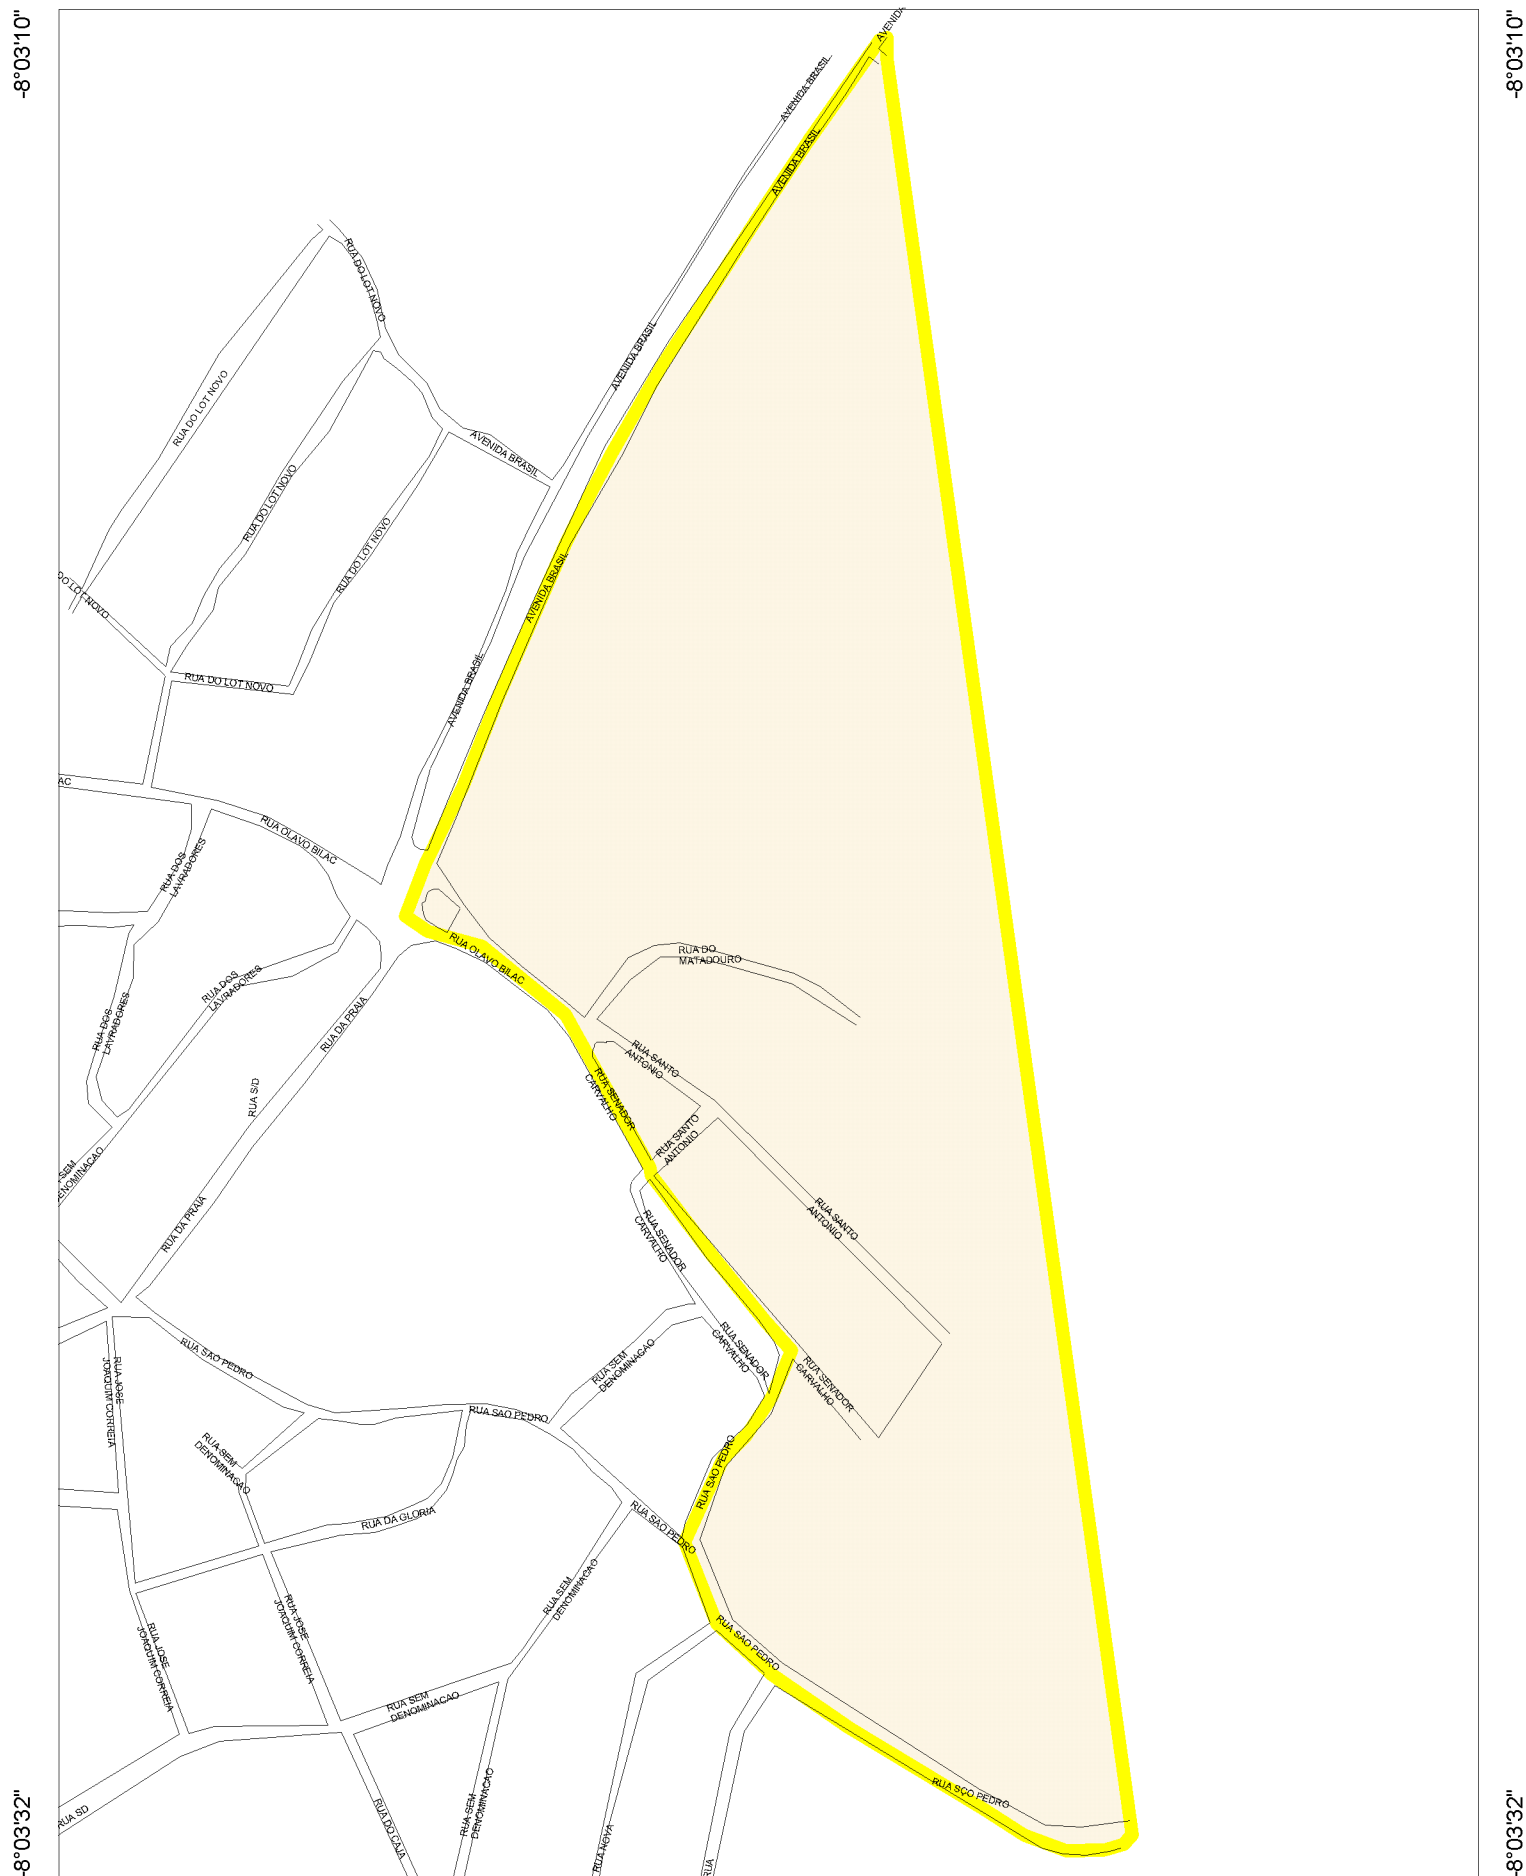 -8°03'10"
-8°03'10"
AVENIDA
AVENIDA BRASIL
AVENIDA BRASIL
RUA DO LOT NOVO
AVENIDA BRASIL
RUA DO LOT NOVO
AVENIDA BRASIL
RUA DO LOT NOVO
RUA DO LOT NOVO
DO LOT NOVO
AVENIDA BRASIL
RUA DO LOT NOVO
AVENIDA BRASIL
AC
RUA OLAVO BILAC
RUA DOS
LAVRADORES
RUA OLAVO BILAC
RUA DO
MATADOURO
RUA DOS
LAVRADORES
RUA DOS
LAVRADORES
RUA DA PRAIA
RUA SANTO
ANTONIO
RUA S/D
RUA SENADOR
CARVALHO
RUA SANTO
ANTONIO
SEM
ENOMINACAO
RUA DA PRAIA
RUA SENADOR
CARVALHO
RUA SANTO
ANTONIO
RUA SAO PEDRO
RUA SENADOR
CARVALHO
RUA SEM
DENOMINACAO
RUA SENADOR
CARVALHO
RUA JOSE
JOAQUIM CORREIA
RUA SAO PEDRO
RUA SEM
DENOMINACAO
RUA SAO PEDRO
RUA DA GLORIA
RUA SAO PEDRO
RUA SEM
DENOMINACAO
RUA JOSE
JOAQUIM CORREIA
RUA JOSE
JOAQUIM CORREIA
RUA SAO PEDRO
RUA SEM
DENOMINACAO
RUA SÇO PEDRO
RUA SD
RUA DO CAJA
RUA SEM
DENOMINACAO
RUA NOVA
RUA
-8°03'32"
-8°03'32"